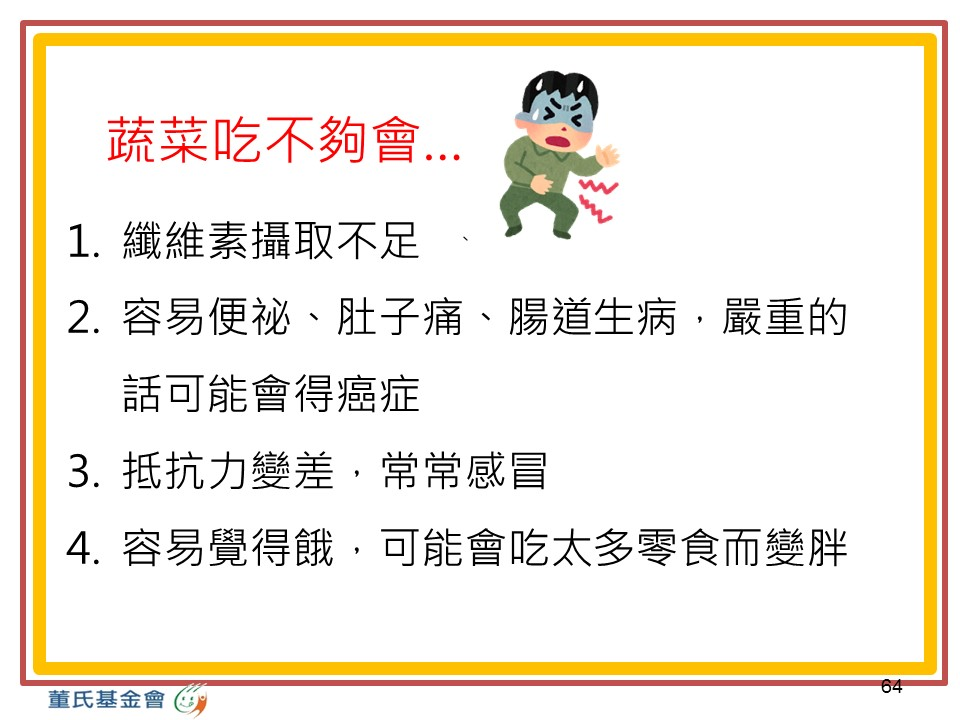 蔬菜吃不夠會…
1. 纖維素攝取不足 、
2. 容易便祕、肚子痛、腸道生病，嚴重的
話可能會得癌症
3. 抵抗力變差，常常感冒
4. 容易覺得餓，可能會吃太多零食而變胖
64
董氏基金會